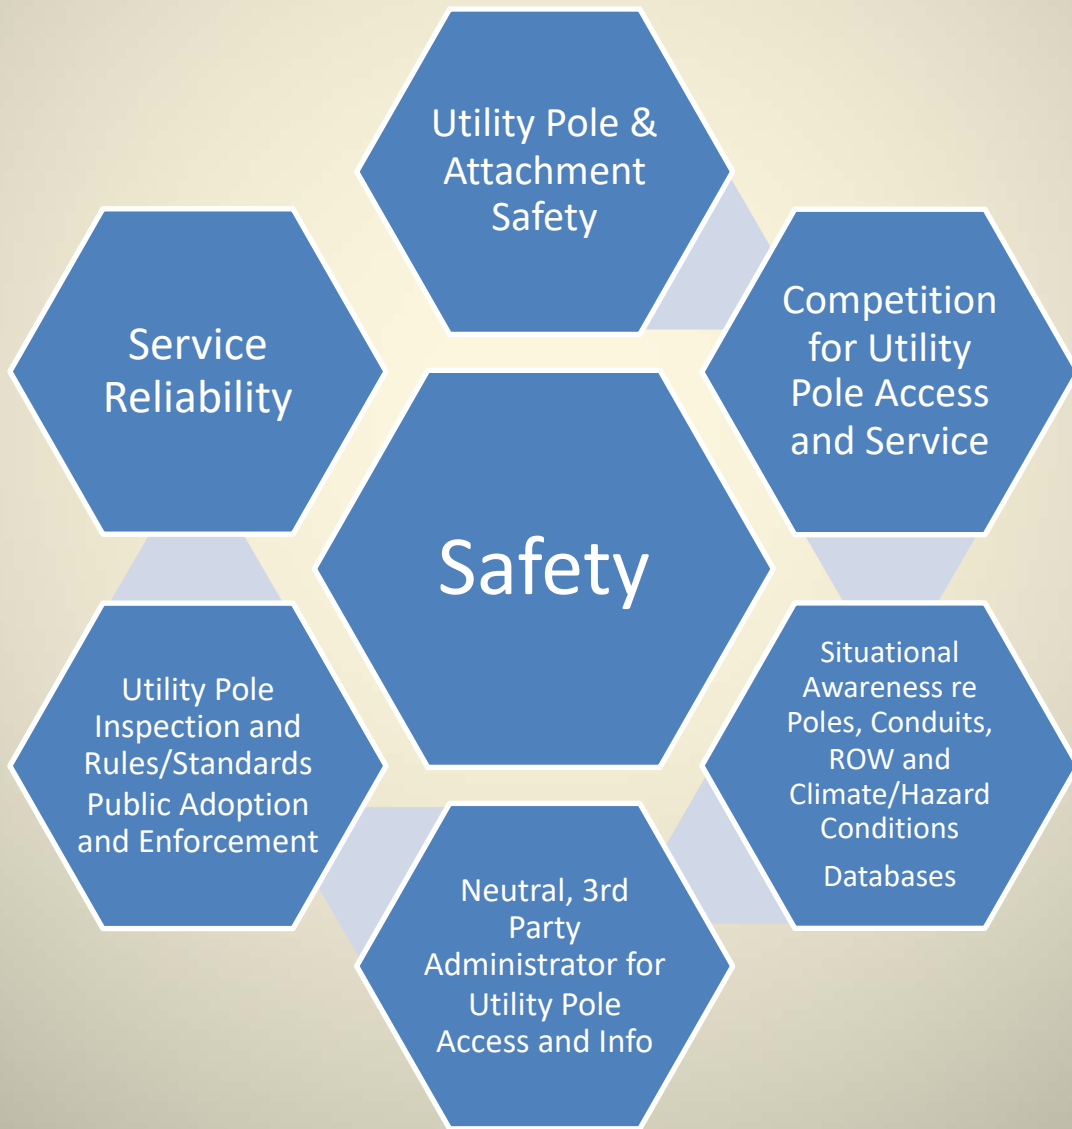 Utility Pole &
Attachment
Safety
Competition
for Utility
Pole Access
and Service
Situational
Awareness re
Poles, Conduits,
ROW and
Climate/Hazard
Conditions
Databases
Neutral, 3rd
Party
Administrator for
Utility Pole
Access and Info
Utility Pole
Inspection and
Rules/Standards
Public Adoption
and Enforcement
Service
Reliability
Safety